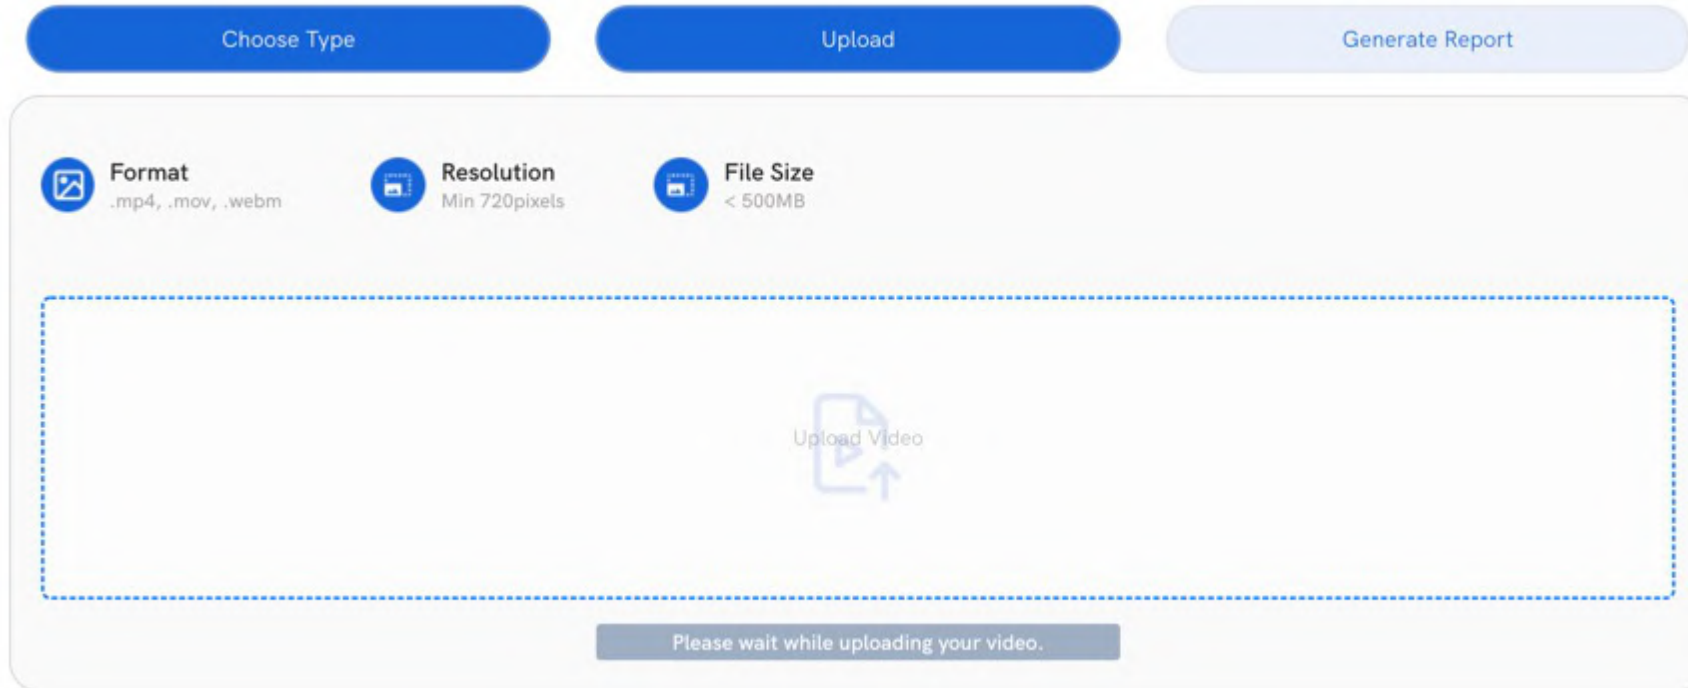 Choose Type
Upload
Generate Report
Format
.mp4, .mov, .webm
Resolution
Min 720pixels
File Size
< 500MB
Upload Video
Please wait while uploading your video.